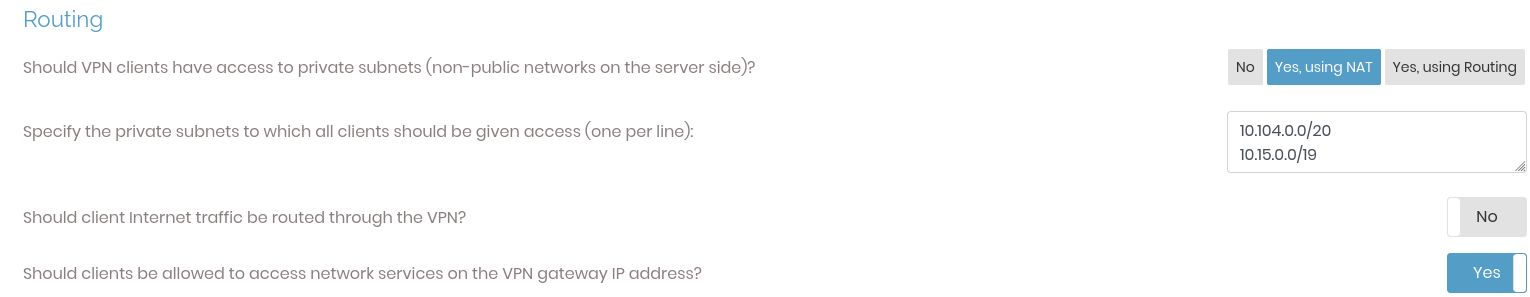 Routing
Should VPN clients have access to private subnets (non-public networks on the server side)?
No
Yes, using NAT
Yes, using Routing
Specify the private subnets to which all clients should be given access (one per line):
10.104.0.0/20
10.15.0.0/19
Should client Internet traffic be routed through the VPN?
No
Should clients be allowed to access network services on the VPN gateway IP address?
Yes